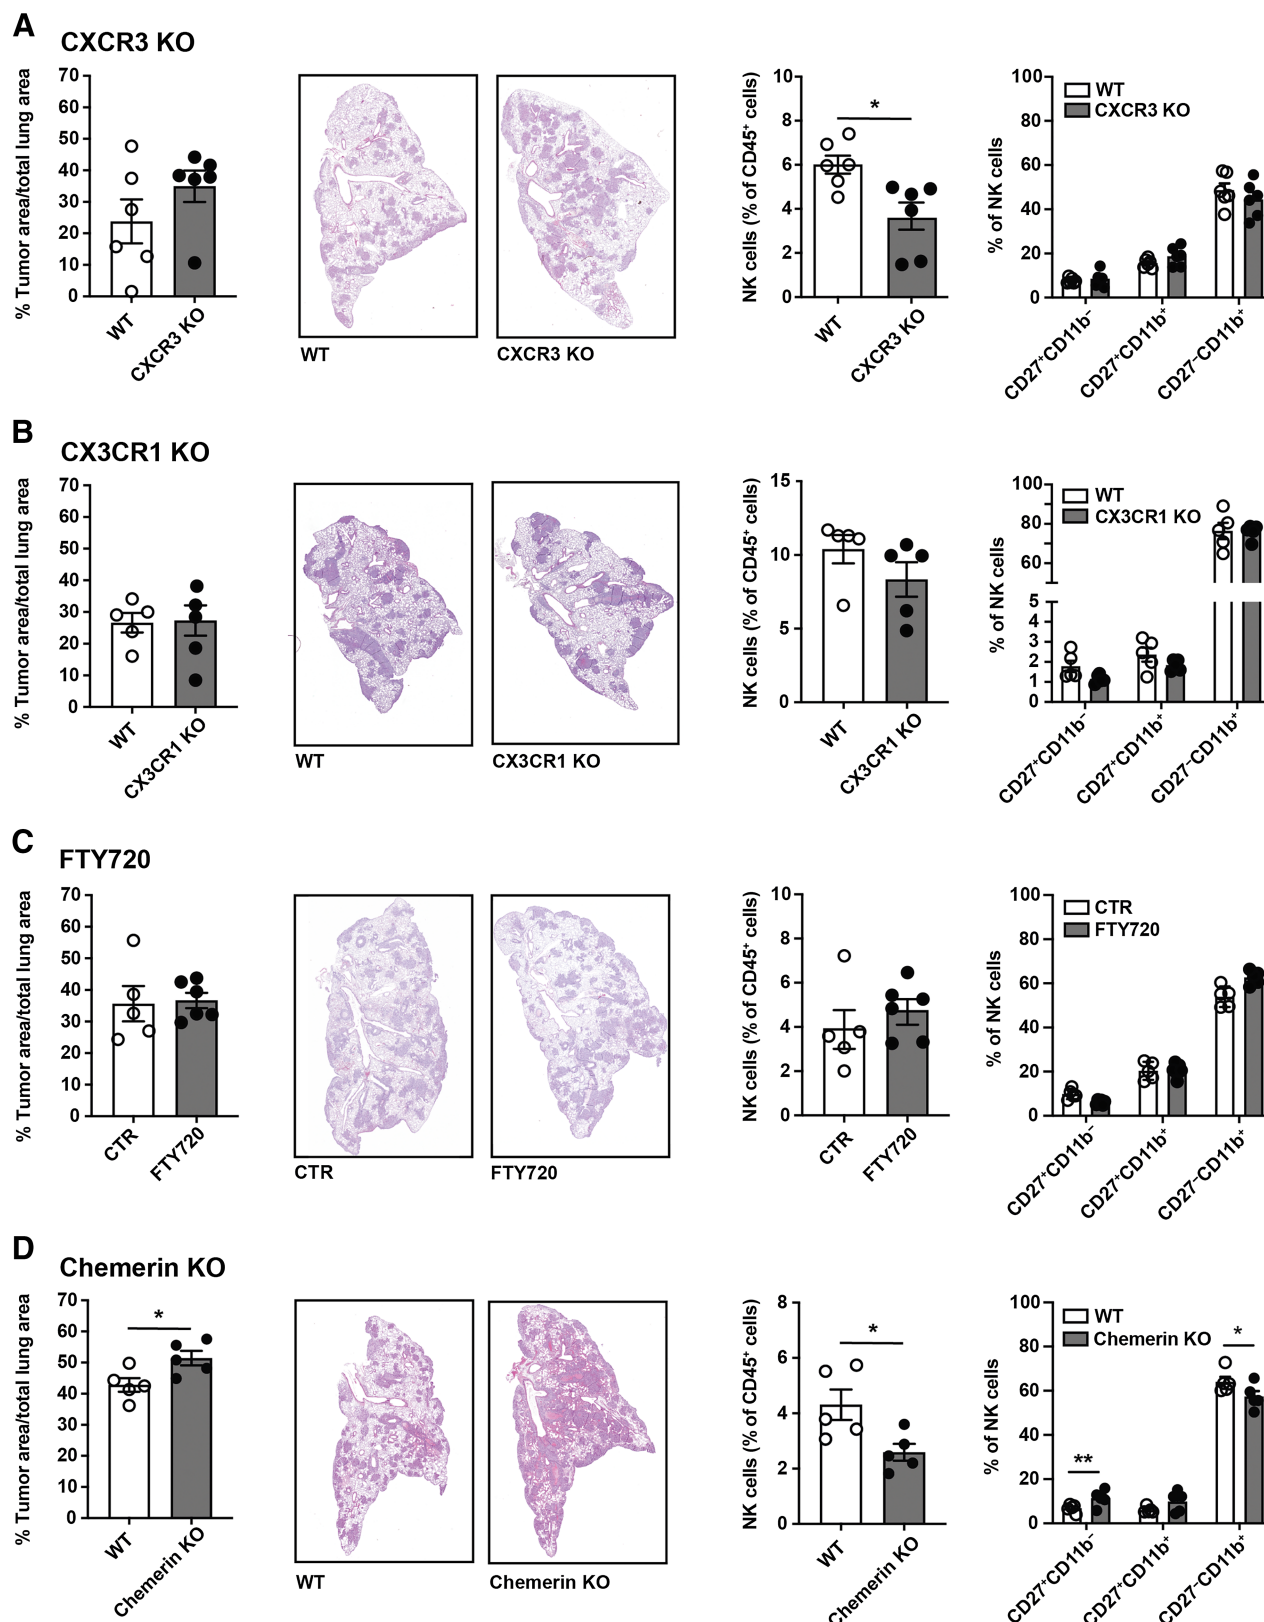 A
CXCR3 KO
% Tumor area/total lung area
70
60
50
40
30
20
10
0
WT
CXCR3 KO
WT
CXCR3 KO
NK cells (% of CD45⁺ cells)
10
8
6
4
2
0
*
WT
CXCR3 KO
% of NK cells
100
80
60
40
20
0
WT
CXCR3 KO
CD27⁺CD11b⁻
CD27⁺CD11b⁺
CD27⁻CD11b⁺
B
CX3CR1 KO
% Tumor area/total lung area
70
60
50
40
30
20
10
0
WT
CX3CR1 KO
WT
CX3CR1 KO
NK cells (% of CD45⁺ cells)
15
10
5
0
WT
CX3CR1 KO
% of NK cells
100
80
60
5
4
3
2
1
0
WT
CX3CR1 KO
CD27⁺CD11b⁻
CD27⁺CD11b⁺
CD27⁻CD11b⁺
C
FTY720
% Tumor area/total lung area
70
60
50
40
30
20
10
0
CTR
FTY720
CTR
FTY720
NK cells (% of CD45⁺ cells)
10
8
6
4
2
0
CTR
FTY720
% of NK cells
100
80
60
40
20
0
CTR
FTY720
CD27⁺CD11b⁻
CD27⁺CD11b⁺
CD27⁻CD11b⁺
D
Chemerin KO
% Tumor area/total lung area
70
60
50
40
30
20
10
0
*
WT
Chemerin KO
WT
Chemerin KO
NK cells (% of CD45⁺ cells)
8
6
4
2
0
*
WT
Chemerin KO
% of NK cells
100
80
60
40
20
0
WT
Chemerin KO
**
*
CD27⁺CD11b⁻
CD27⁺CD11b⁺
CD27⁻CD11b⁺